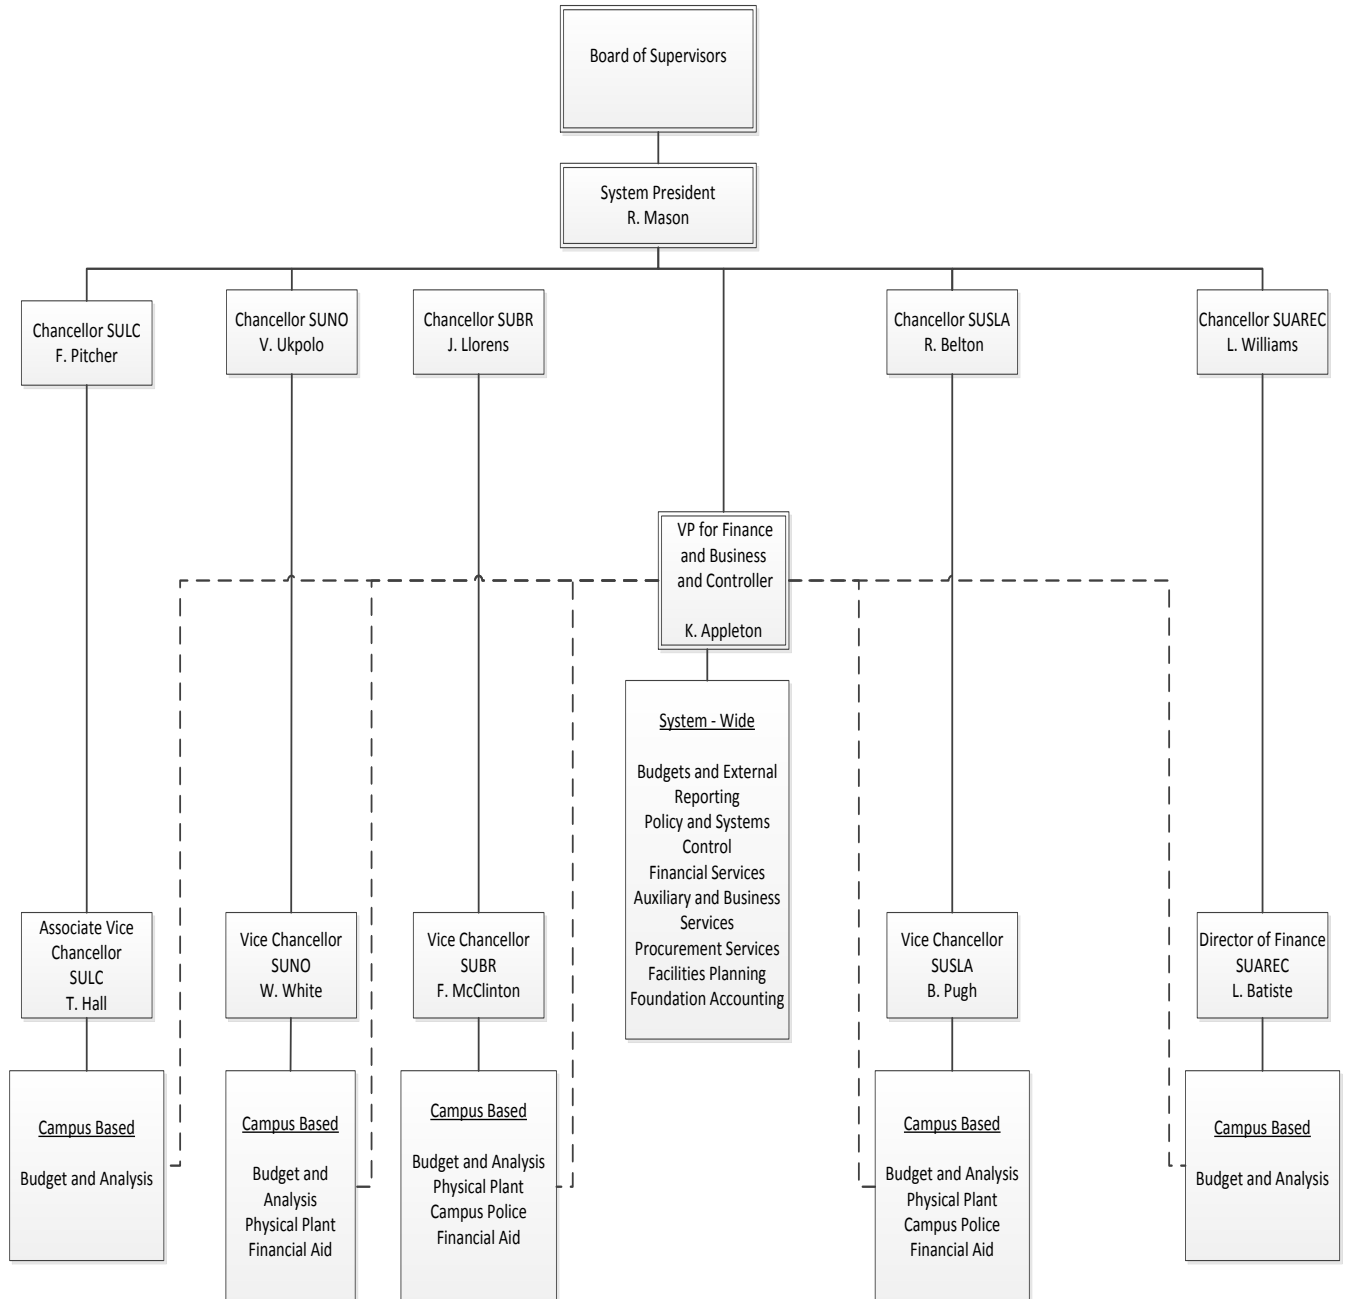 Board of Supervisors
System President
R. Mason
Chancellor SULC
F. Pitcher
Chancellor SUNO
V. Ukpolo
Chancellor SUBR
J. Llorens
Chancellor SUSLA
R. Belton
Chancellor SUAREC
L. Williams
VP for Finance
and Business
and Controller
K. Appleton
System - Wide
Budgets and External
Reporting
Policy and Systems
Control
Financial Services
Auxiliary and Business
Services
Procurement Services
Facilities Planning
Foundation Accounting
Associate Vice
Chancellor
SULC
T. Hall
Vice Chancellor
SUNO
W. White
Vice Chancellor
SUBR
F. McClinton
Vice Chancellor
SUSLA
B. Pugh
Director of Finance
SUAREC
L. Batiste
Campus Based
Budget and Analysis
Campus Based
Budget and
Analysis
Physical Plant
Financial Aid
Campus Based
Budget and Analysis
Physical Plant
Campus Police
Financial Aid
Campus Based
Budget and Analysis
Physical Plant
Campus Police
Financial Aid
Campus Based
Budget and Analysis